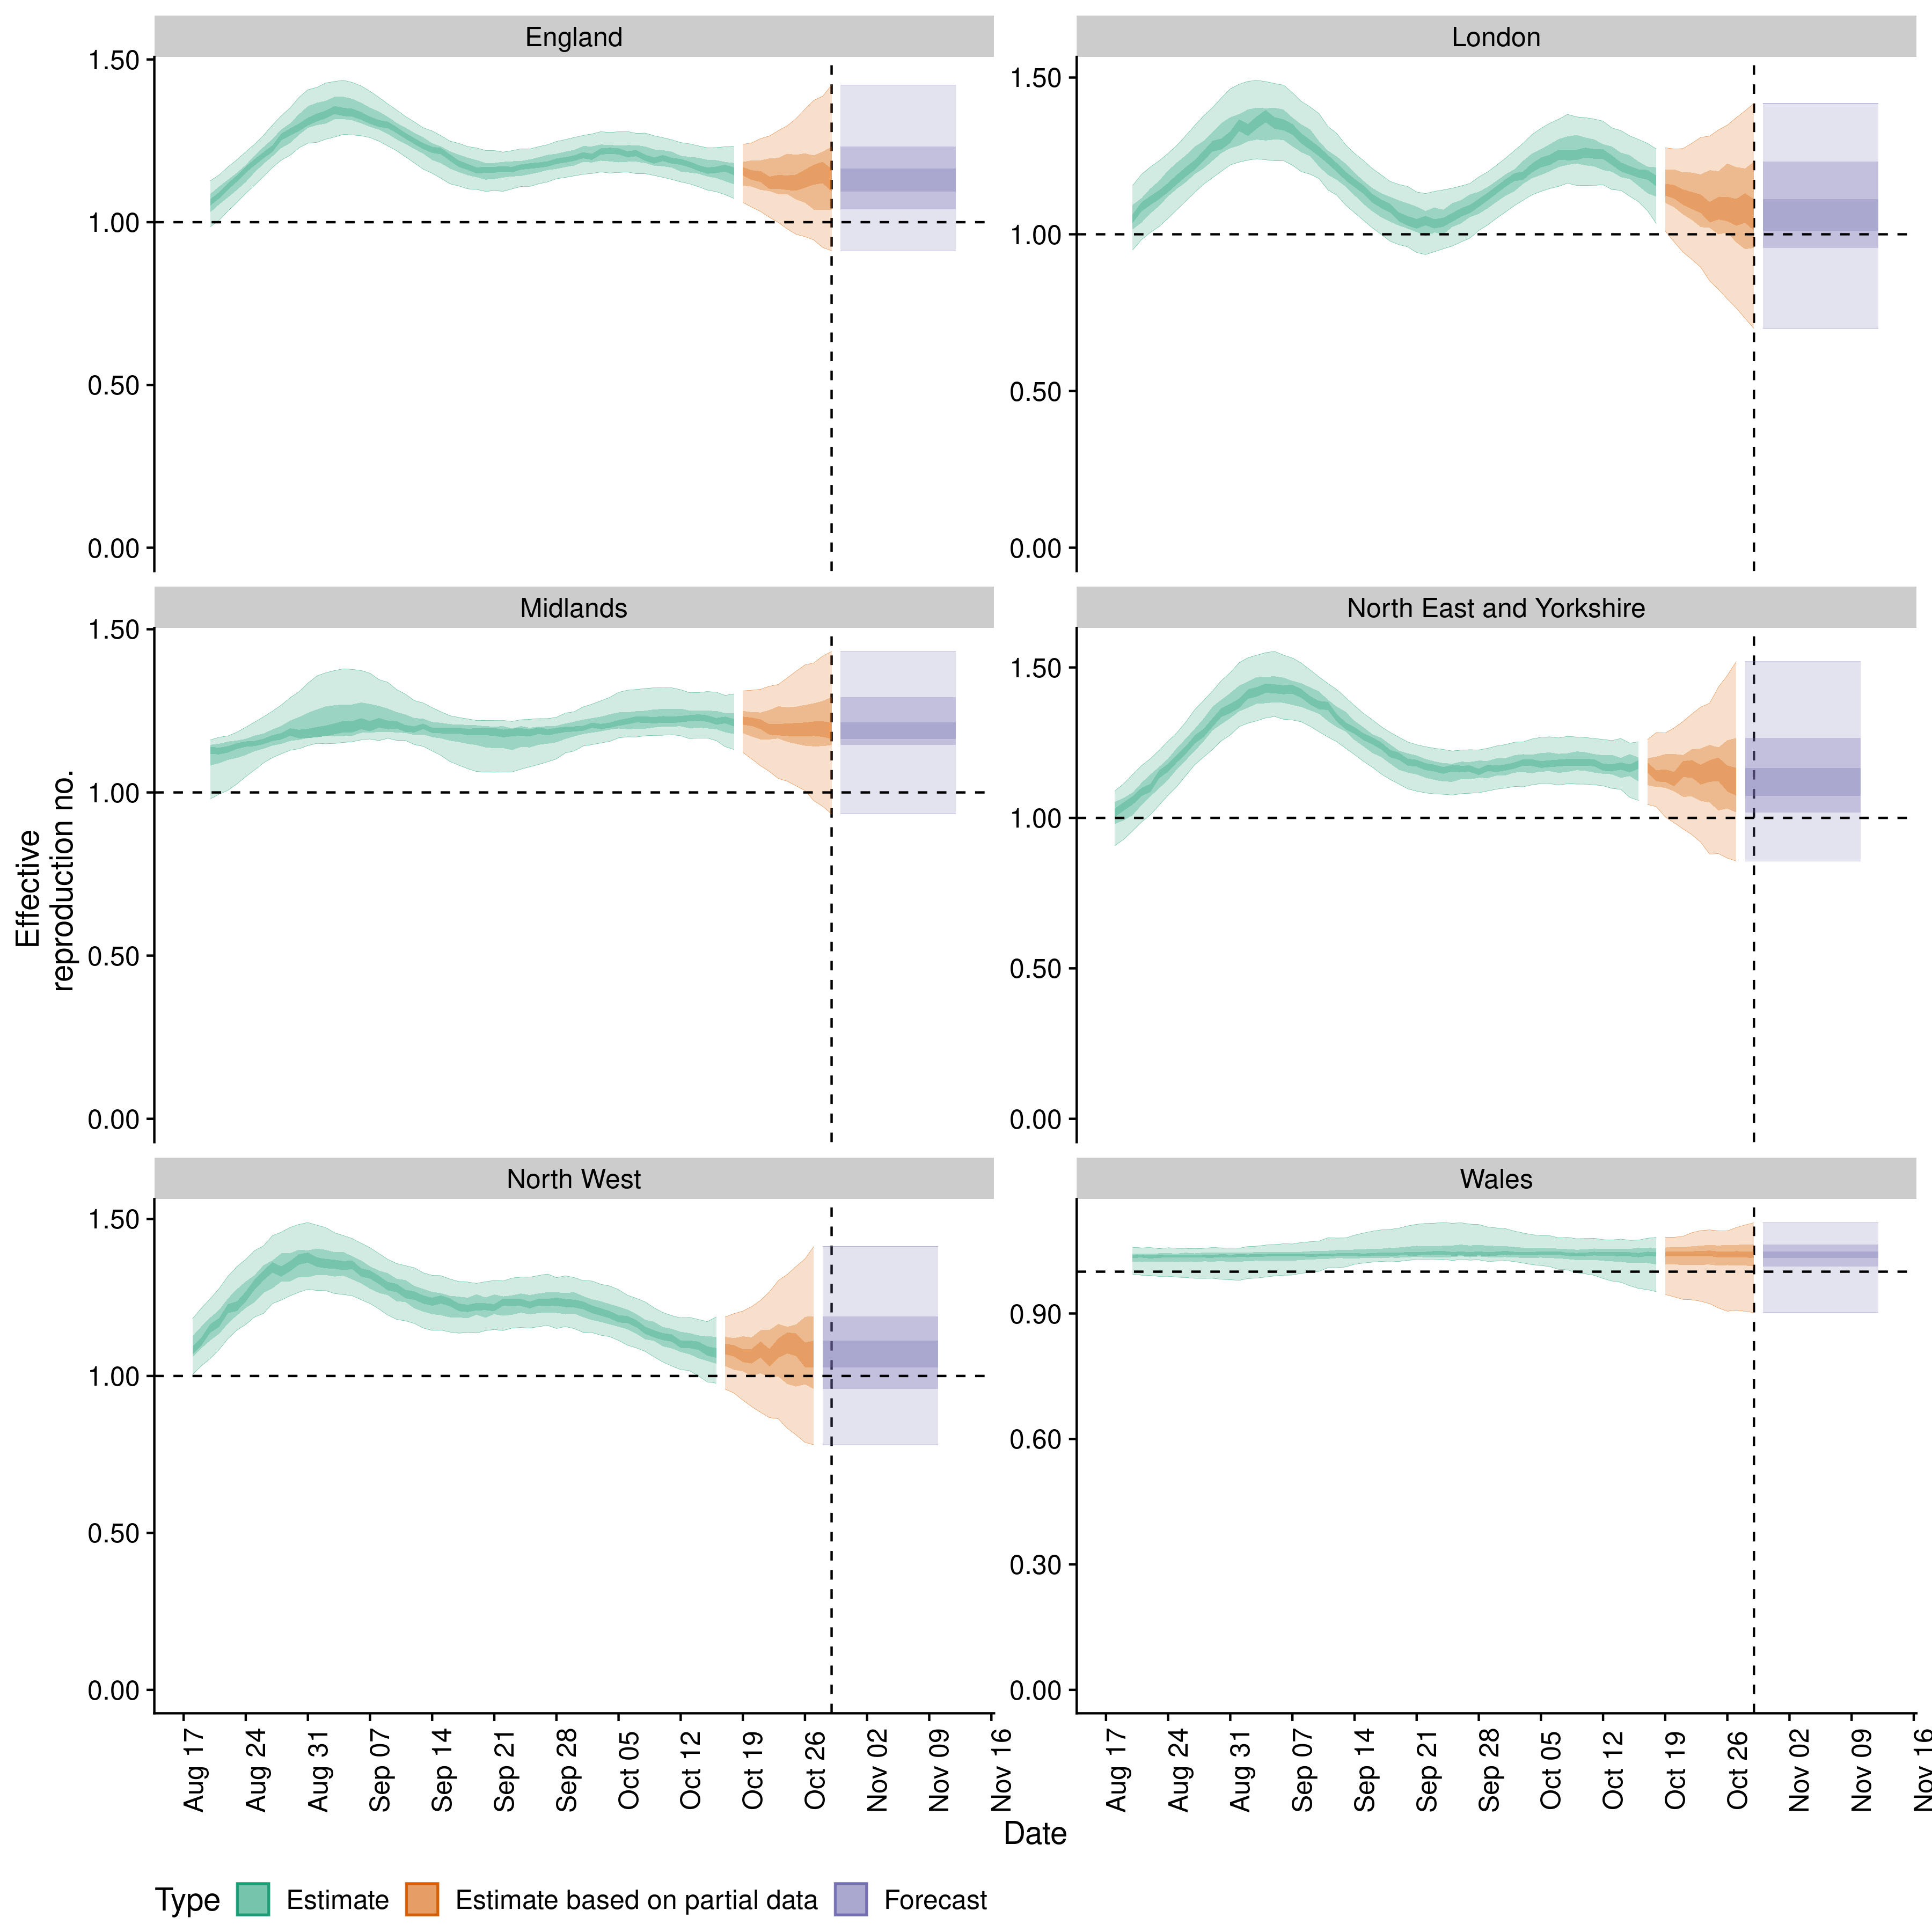 England
London
1.50
1.00
0.50
0.00
1.50
1.00
0.50
0.00
Midlands
North East and Yorkshire
1.50
1.00
0.50
0.00
1.50
1.00
0.50
0.00
Effective
reproduction no.
North West
Wales
1.50
1.00
0.50
0.00
0.90
0.60
0.30
0.00
Aug 17
Aug 24
Aug 31
Sep 07
Sep 14
Sep 21
Sep 28
Oct 05
Oct 12
Oct 19
Oct 26
Nov 02
Nov 09
Nov 16
Aug 17
Aug 24
Aug 31
Sep 07
Sep 14
Sep 21
Sep 28
Oct 05
Oct 12
Oct 19
Oct 26
Nov 02
Nov 09
Nov 16
Date
Type Estimate Estimate based on partial data Forecast